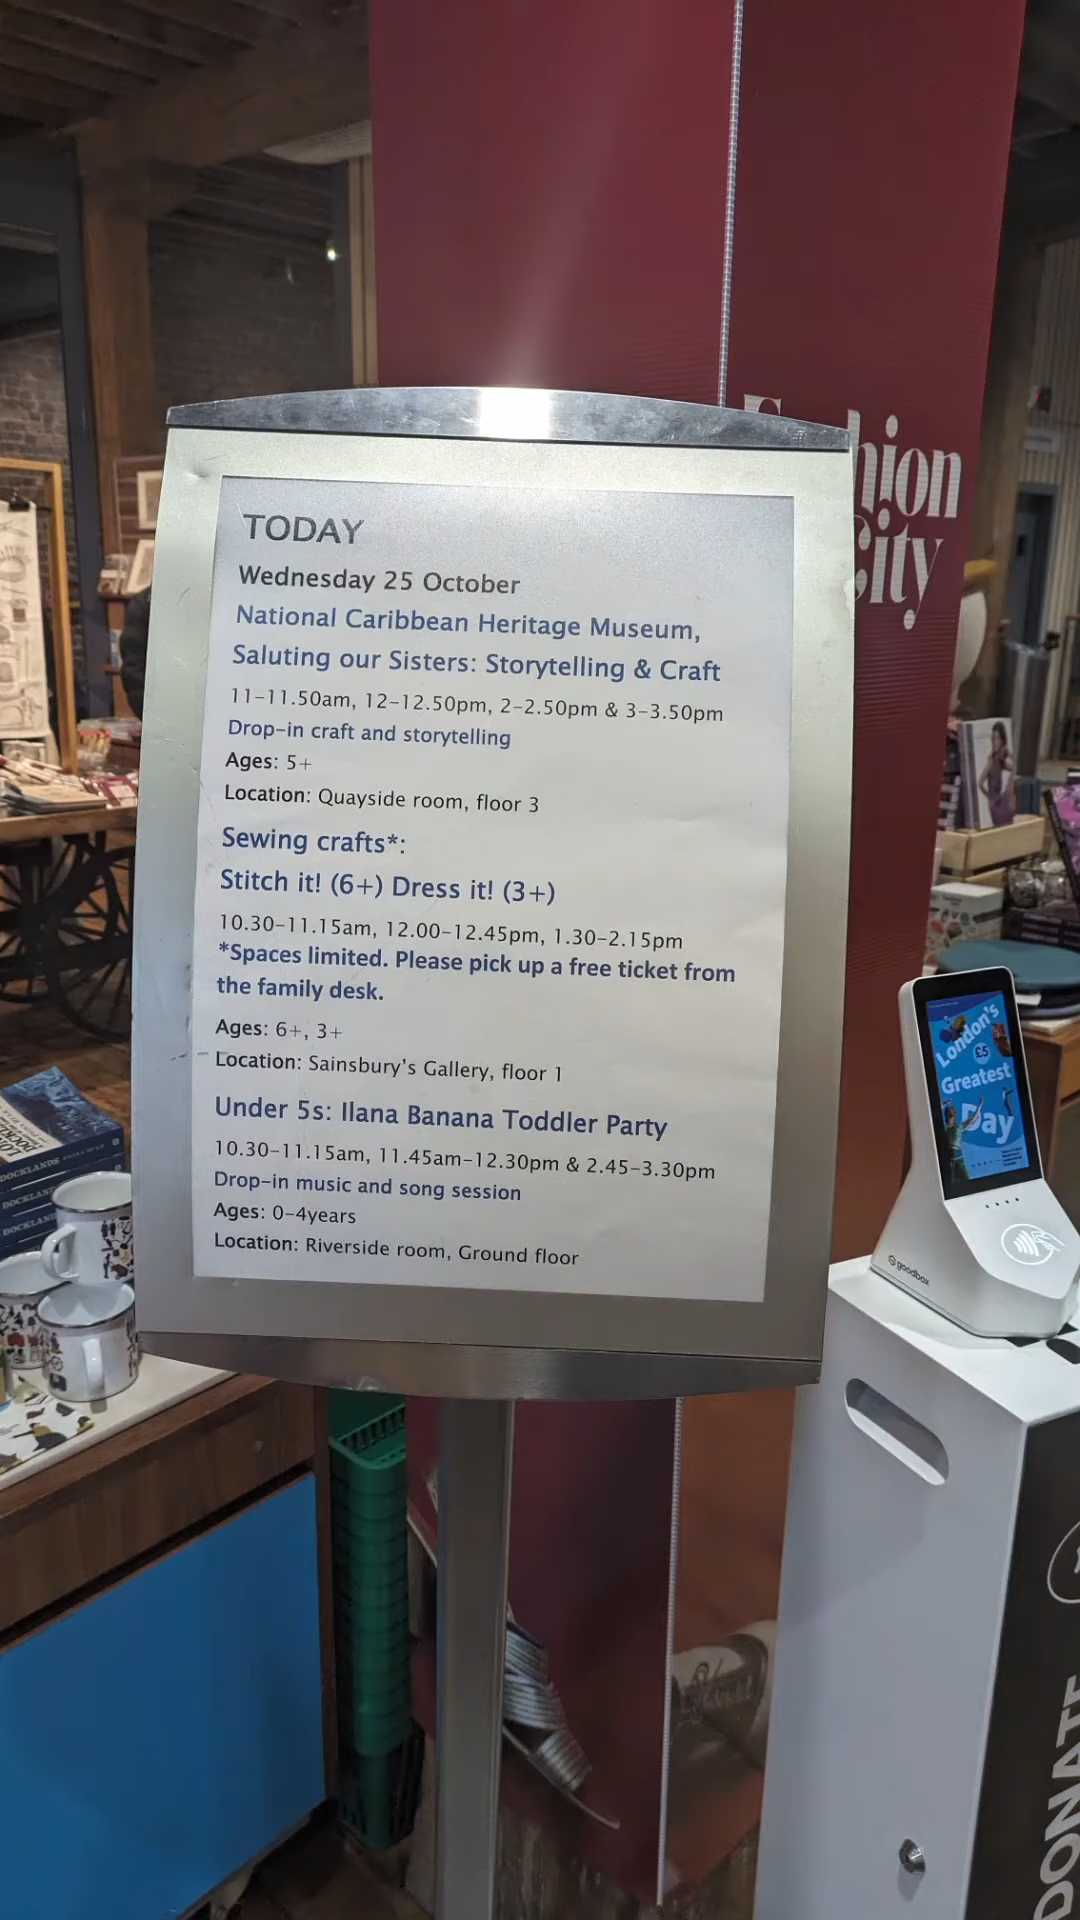 TODAY
Wednesday 25 October
National Caribbean Heritage Museum,
Saluting our Sisters: Storytelling & Craft
11-11.50am, 12-12.50pm, 2-2.50pm & 3-3.50pm
Drop-in craft and storytelling
Ages: 5+
Location: Quayside room, floor 3
Sewing crafts*:
Stitch it! (6+) Dress it! (3+)
10.30-11.15am, 12.00-12.45pm, 1.30-2.15pm
*Spaces limited. Please pick up a free ticket from
the family desk.
Ages: 6+, 3+
Location: Sainsbury's Gallery, floor 1
Under 5s: Ilana Banana Toddler Party
10.30-11.15am, 11.45am-12.30pm & 2.45-3.30pm
Drop-in music and song session
Ages: 0-4years
Location: Riverside room, Ground floor
hion
City
London's
£5
Greatest
Day
goodbox
DONATE
DOCKLANDS
DOCKLANDS
DOCKLANDS